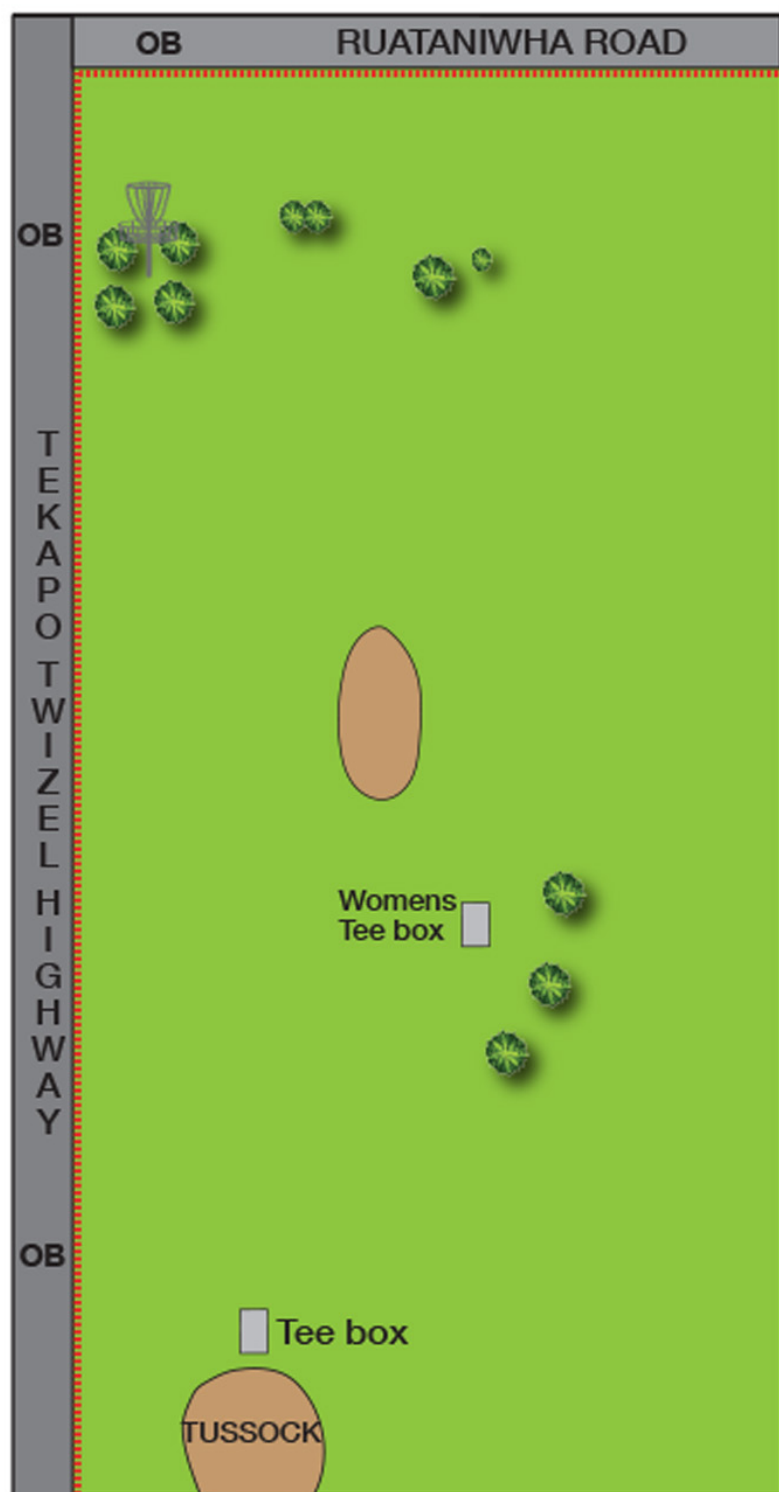 OB RUATANIWHA ROAD
OB
TEKAPO TWIZEL HIGHWAY
Womens
Tee box
OB
Tee box
TUSSOCK